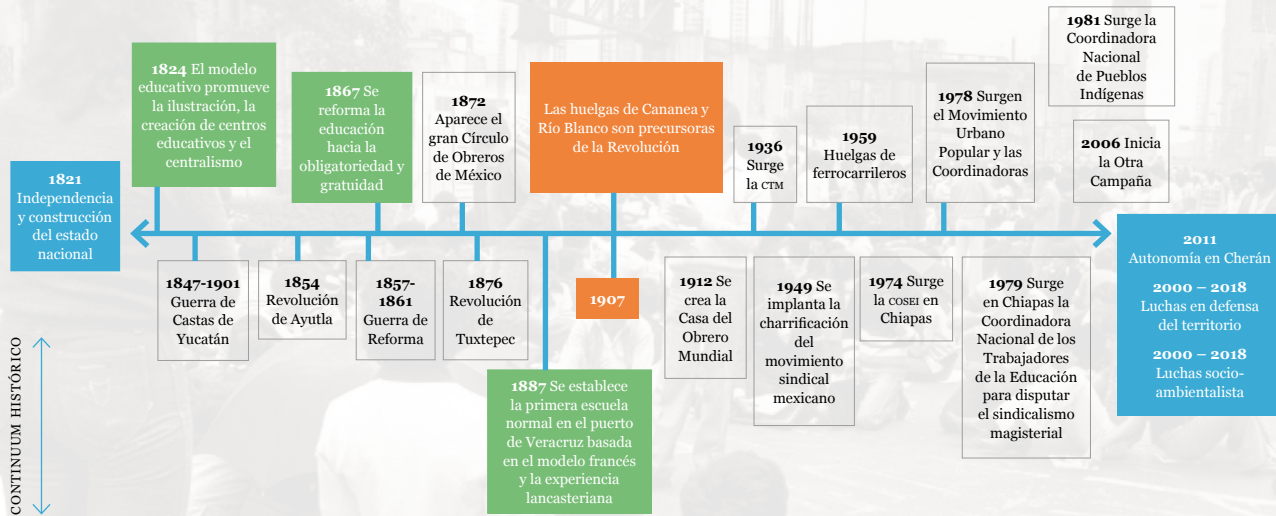 1821
Independencia
y construcción
del estado
nacional
1824 El modelo
educativo promueve
la ilustración, la
creación de centros
educativos y el
centralismo
1867 Se
reforma la
educación
hacia la
obligatoriedad y
gratuidad
1872
Aparece el
gran Círculo
de Obreros
de México
Las huelgas de Cananea y
Río Blanco son precursoras
de la Revolución
1936
Surge
la CTM
1959
Huelgas de
ferrocarrileros
1978 Surgen
el Movimiento
Urbano
Popular y las
Coordinadoras
1981 Surge la
Coordinadora
Nacional
de Pueblos
Indígenas
2006 Inicia
la Otra
Campaña
1847-1901
Guerra de
Castas de
Yucatán
1854
Revolución
de Ayutla
1857-
1861
Guerra de
Reforma
1876
Revolución
de
Tuxtepec
1887 Se establece
la primera escuela
normal en el puerto
de Veracruz basada
en el modelo francés
y la experiencia
lancasteriana
1907
1912 Se
crea la
Casa del
Obrero
Mundial
1949 Se
implanta la
charrificación
del
movimiento
sindical
mexicano
1974 Surge
la COSEI en
Chiapas
1979 Surge
en Chiapas la
Coordinadora
Nacional de los
Trabajadores
de la Educación
para disputar
el sindicalismo
magisterial
2011
Autonomía en Cherán
2000 – 2018
Luchas en defensa
del territorio
2000 – 2018
Luchas socio-
ambientalista
CONTINUUM HISTÓRICO